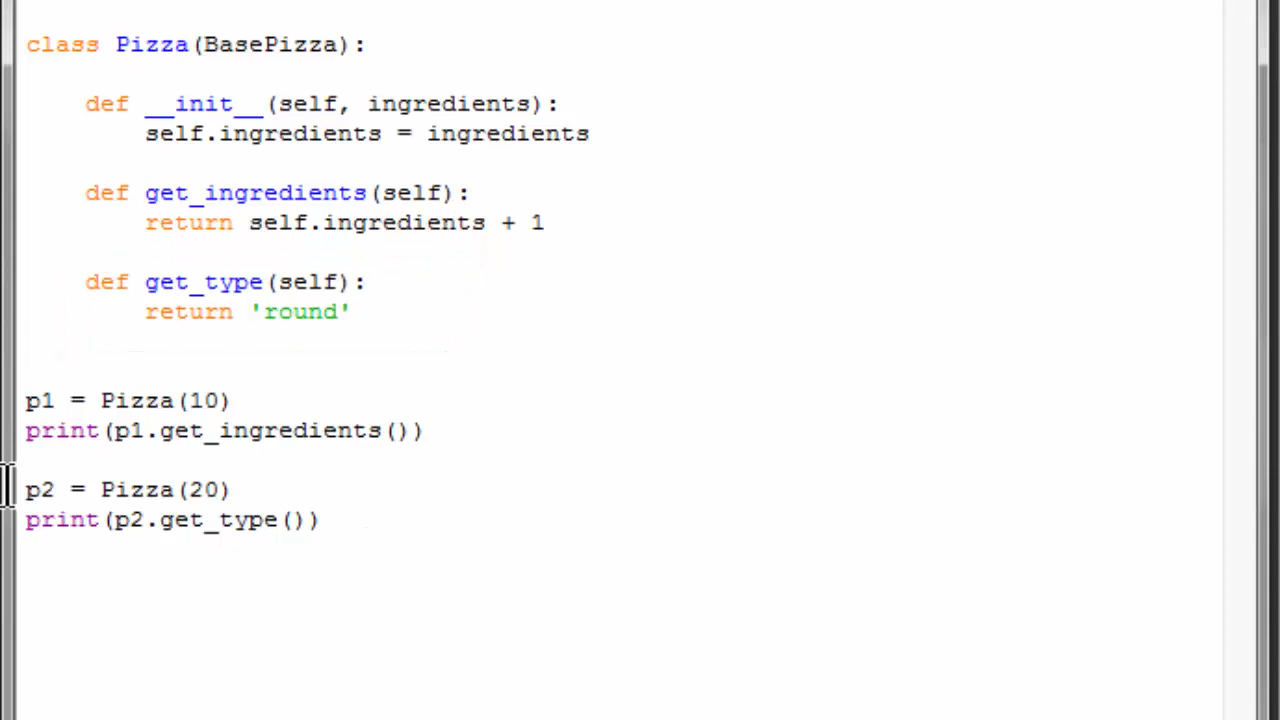 class Pizza(BasePizza):
    def __init__(self, ingredients):
        self.ingredients = ingredients
    def get_ingredients(self):
        return self.ingredients + 1
    def get_type(self):
        return 'round'
p1 = Pizza(10)
print(p1.get_ingredients())
p2 = Pizza(20)
print(p2.get_type())